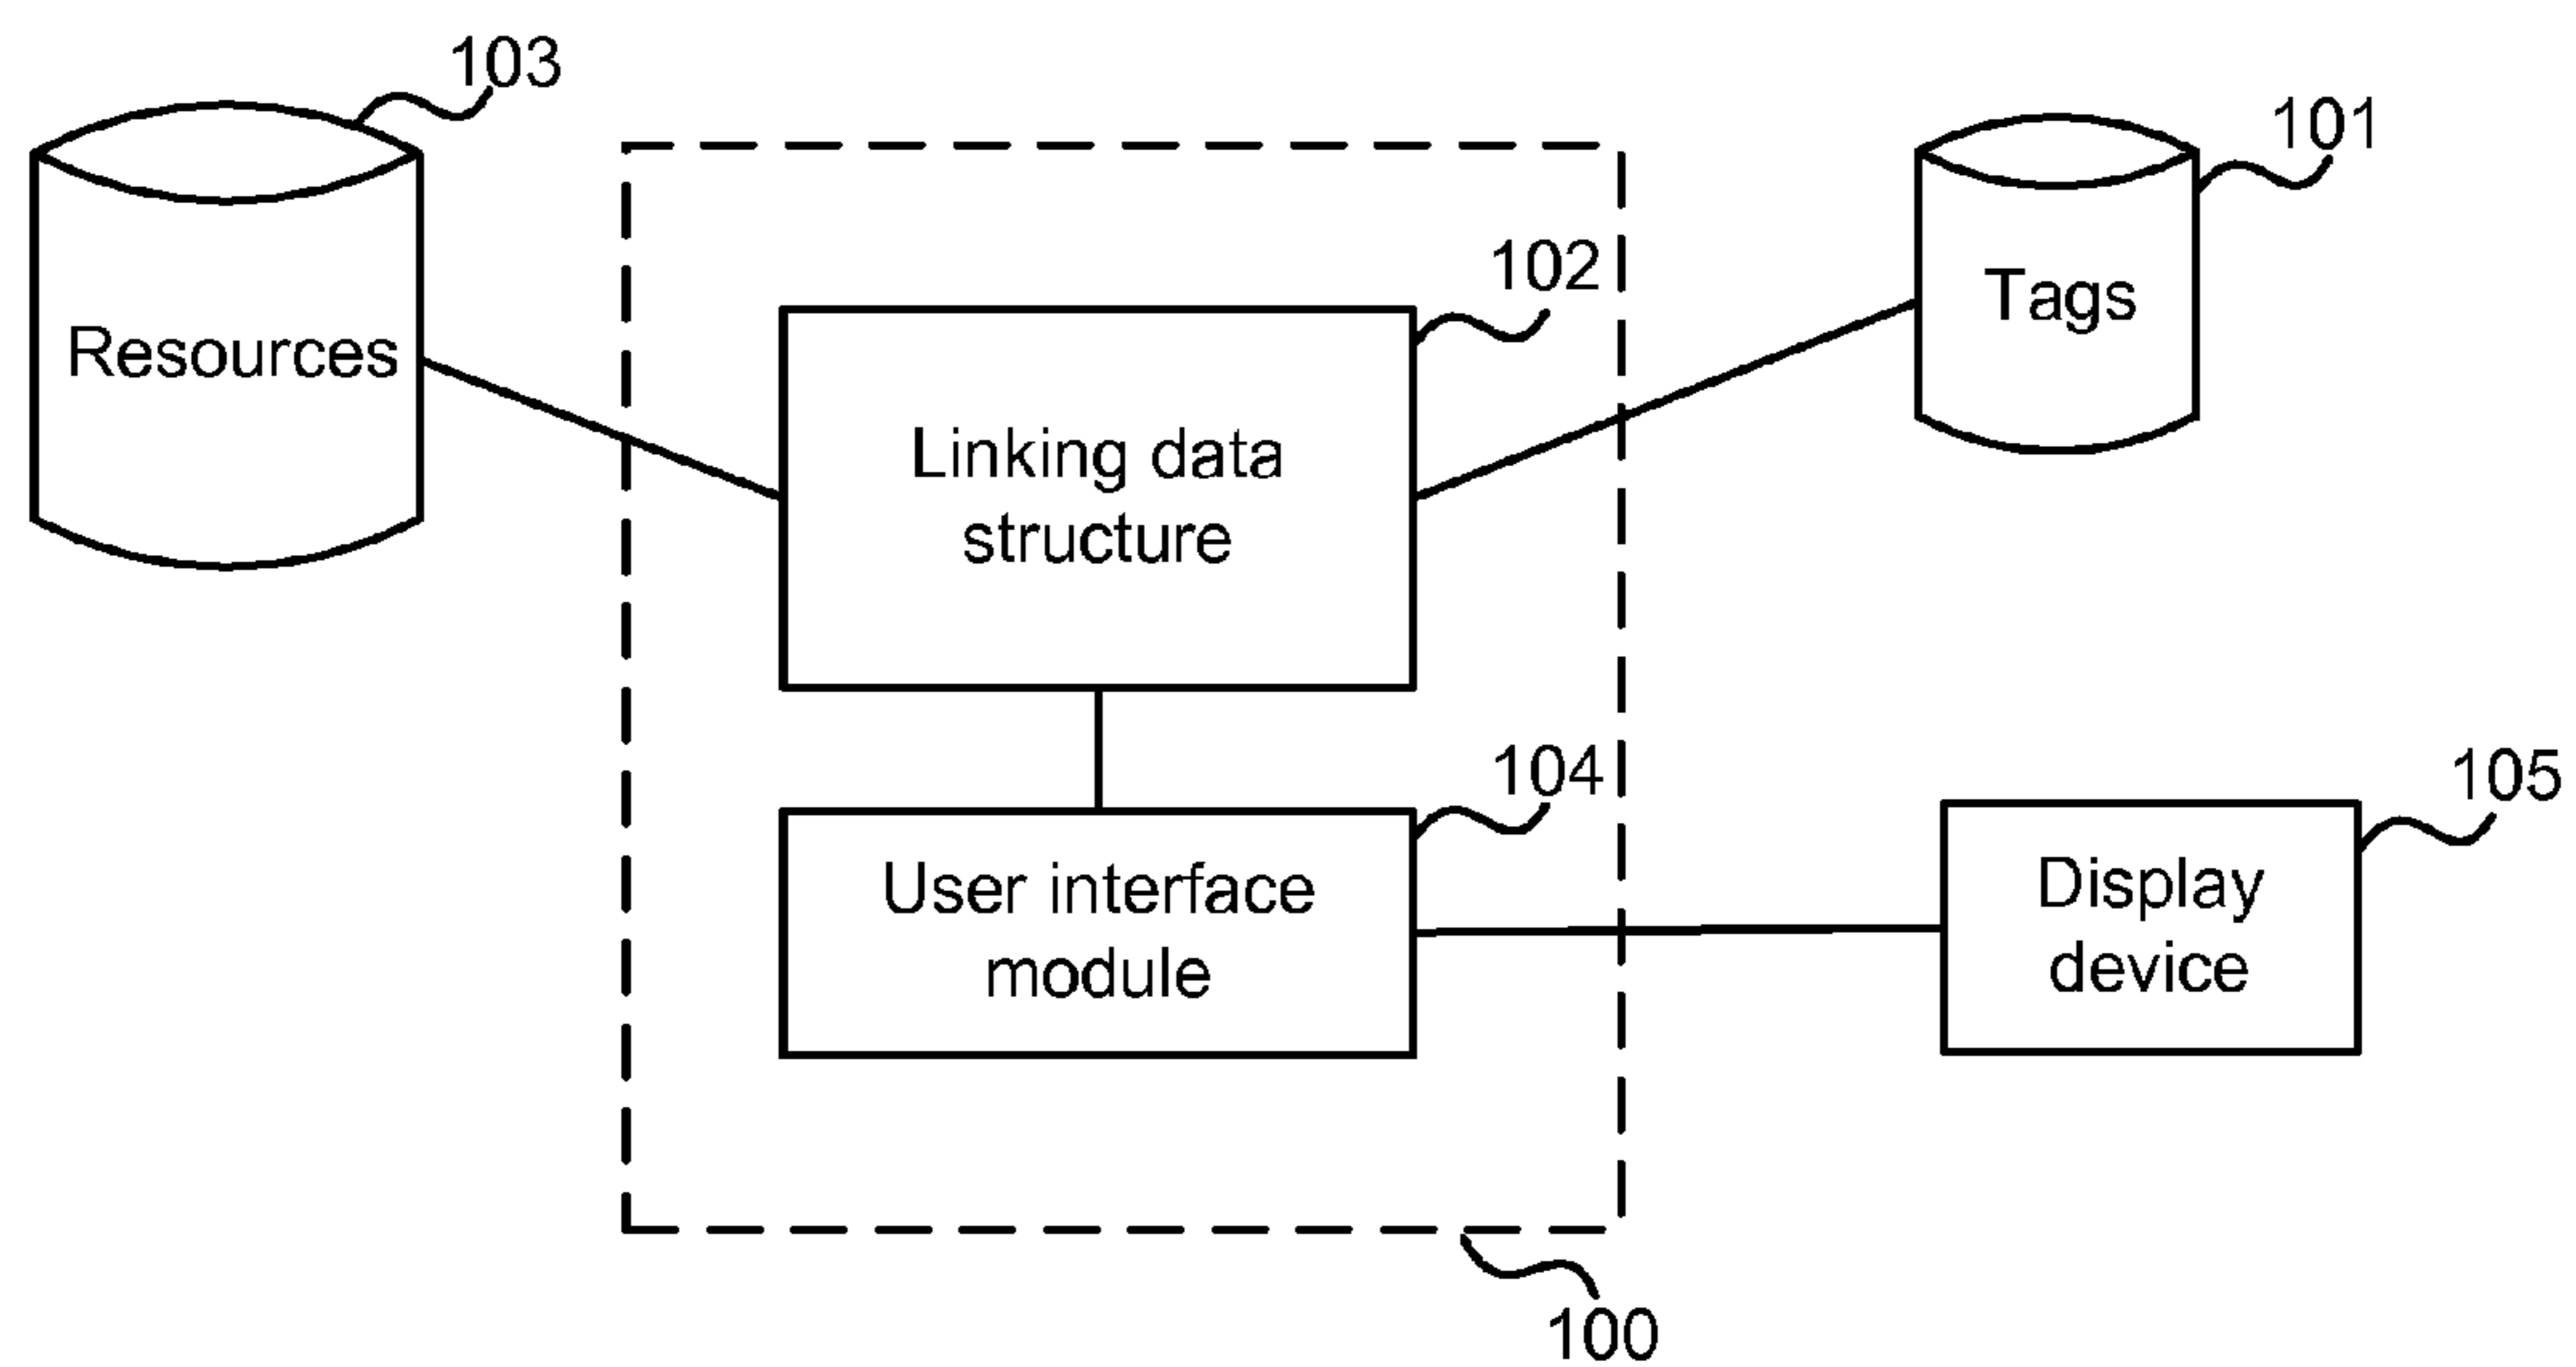 103
101
Resources
102
Tags
Linking data
structure
104
105
User interface
module
Display
device
100